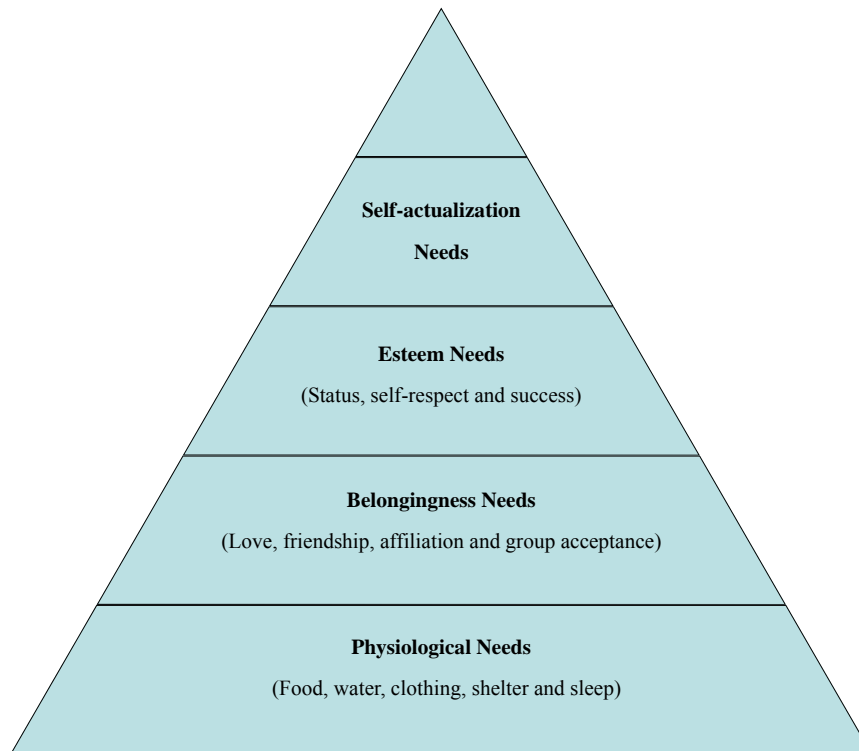 Self-actualization
Needs
Esteem Needs
(Status, self-respect and success)
Belongingness Needs
(Love, friendship, affiliation and group acceptance)
Physiological Needs
(Food, water, clothing, shelter and sleep)